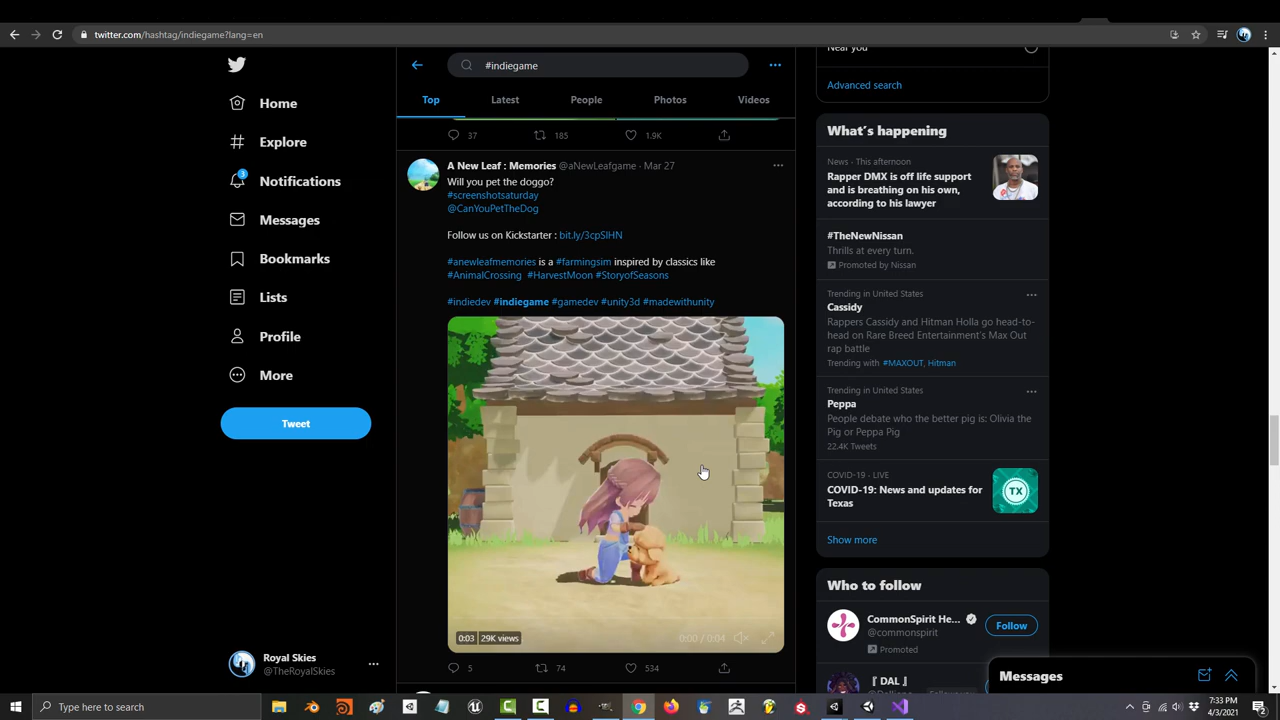 twitter.com/hashtag/indiegame?lang=en
Home
Explore
3
Notifications
Messages
Bookmarks
Lists
Profile
More
Tweet
Royal Skies
@TheRoyalSkies
#indiegame
Top Latest People Photos Videos
37 185 1.9K
A New Leaf : Memories @aNewLeafgame · Mar 27
Will you pet the doggo?
#screenshotsaturday
@CanYouPetTheDog
Follow us on Kickstarter : bit.ly/3cpSlHN
#anewleafmemories is a #farmingsim inspired by classics like
#AnimalCrossing #HarvestMoon #StoryofSeasons
#indiedev #indiegame #gamedev #unity3d #madewithunity
0:03 29K views 0:00 / 0:04
5 74 534
Near you
Advanced search
What's happening
News · This afternoon
Rapper DMX is off life support
and is breathing on his own,
according to his lawyer
#TheNewNissan
Thrills at every turn.
Promoted by Nissan
Trending in United States
Cassidy
Rappers Cassidy and Hitman Holla go head-to-
head on Rare Breed Entertainment's Max Out
rap battle
Trending with #MAXOUT, Hitman
Trending in United States
Peppa
People debate who the better pig is: Olivia the
Pig or Peppa Pig
22.4K Tweets
COVID-19 · LIVE
COVID-19: News and updates for
Texas
TX
Show more
Who to follow
CommonSpirit He...
@commonspirit
Follow
Promoted
『 DAL 』
Messages
Type here to search
7:33 PM
4/3/2021